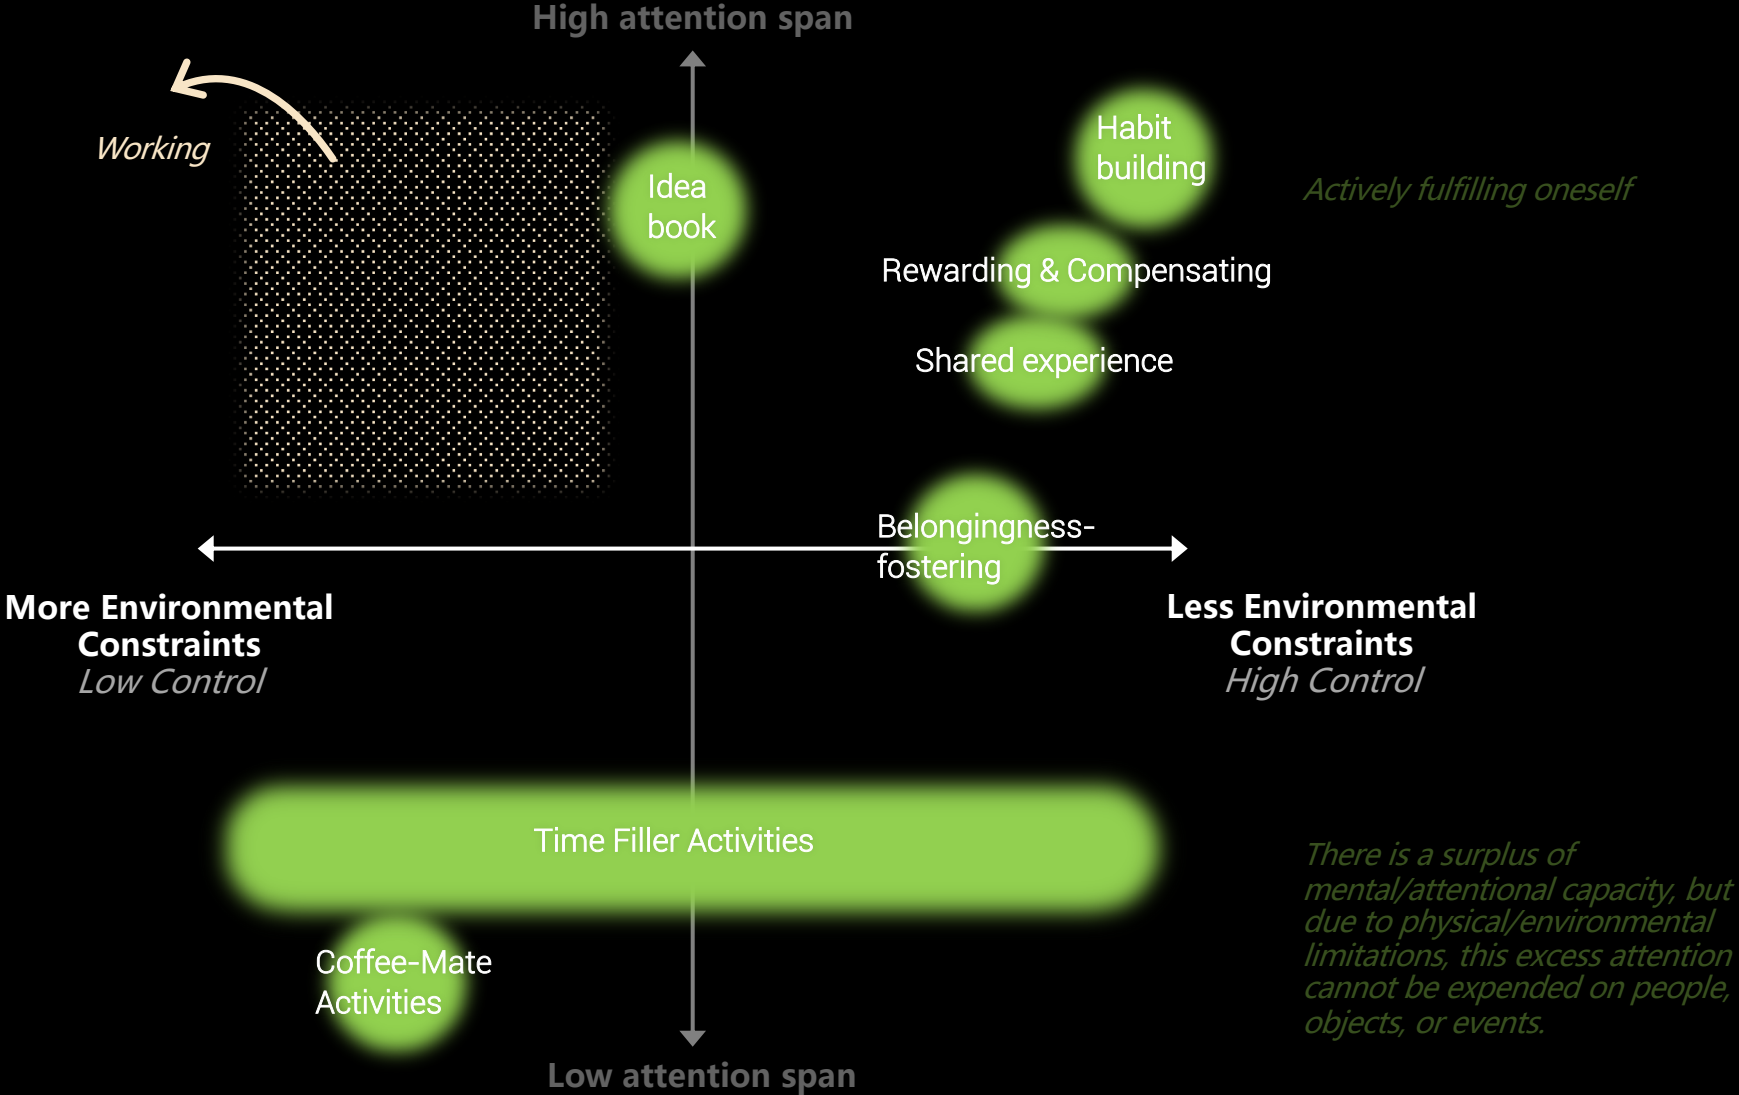 High attention span
Working
Idea
book
Habit
building
Actively fulfilling oneself
Rewarding & Compensating
Shared experience
Belongingness-
fostering
More Environmental
Constraints
Low Control
Less Environmental
Constraints
High Control
Time Filler Activities
There is a surplus of
mental/attentional capacity, but
due to physical/environmental
limitations, this excess attention
cannot be expended on people,
objects, or events.
Coffee-Mate
Activities
Low attention span